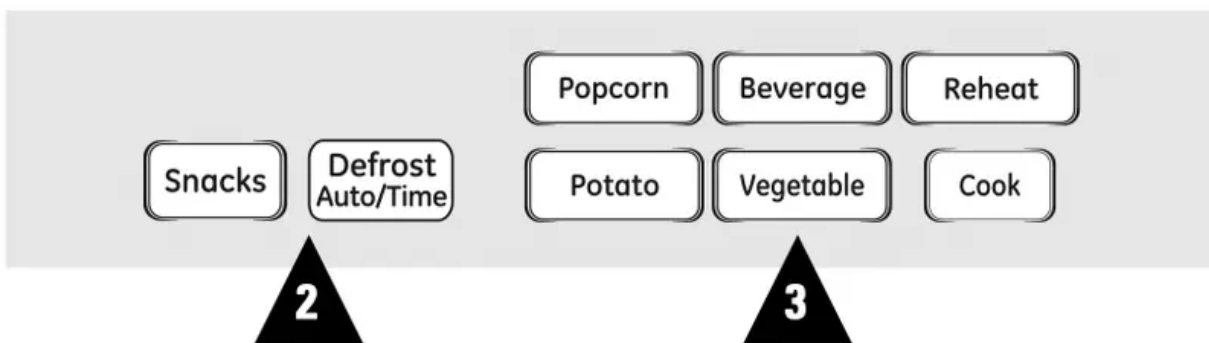 Popcorn
Beverage
Reheat
Snacks
Defrost
Auto/Time
Potato
Vegetable
Cook
2
3